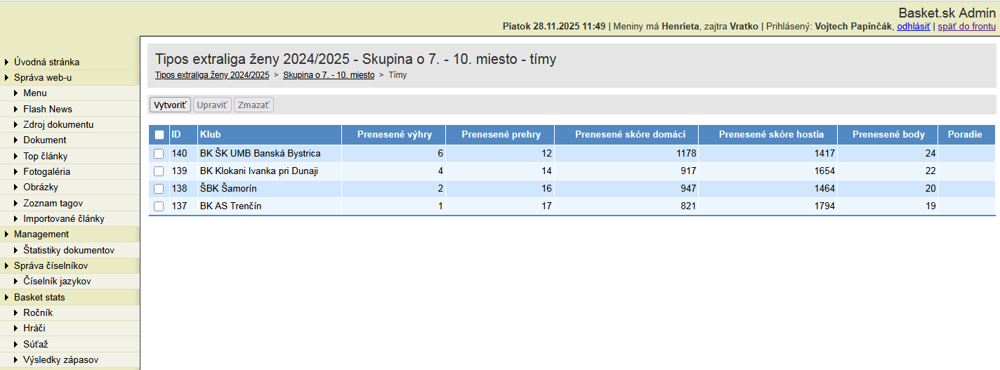 Basket.sk Admin
Piatok 28.11.2025 11:49 | Meniny má Henrieta, zajtra Vratko | Prihlásený: Vojtech Papinčák, odhlásiť | späť do frontu
Úvodná stránka
Správa web-u
Menu
Flash News
Zdroj dokumentu
Dokument
Top články
Fotogaléria
Obrázky
Zoznam tagov
Importované články
Management
Štatistiky dokumentov
Správa číselníkov
Číselník jazykov
Basket stats
Ročník
Hráči
Súťaž
Výsledky zápasov
Tipos extraliga ženy 2024/2025 - Skupina o 7. - 10. miesto - tímy
Tipos extraliga ženy 2024/2025 > Skupina o 7. - 10. miesto > Tímy
Vytvoriť Upraviť Zmazať
ID Klub Prenesené výhry Prenesené prehry Prenesené skóre domáci Prenesené skóre hostia Prenesené body Poradie
140 BK ŠK UMB Banská Bystrica 6 12 1178 1417 24
139 BK Klokani Ivanka pri Dunaji 4 14 917 1654 22
138 ŠBK Šamorín 2 16 947 1464 20
137 BK AS Trenčín 1 17 821 1794 19